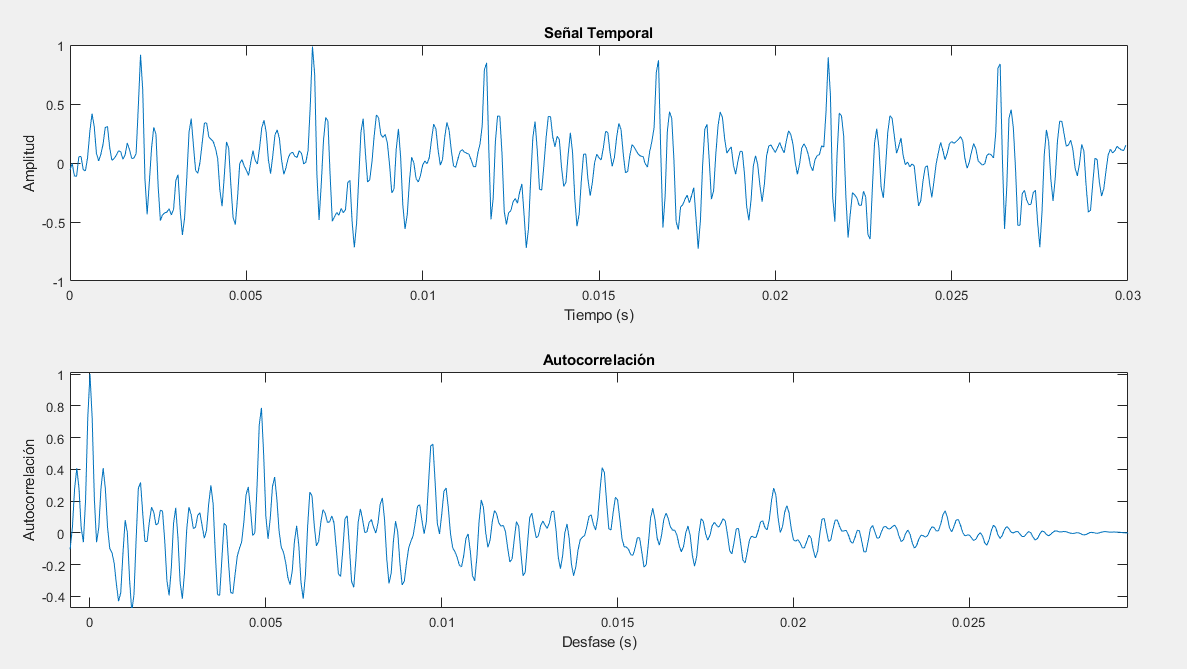 Señal Temporal
1
0.5
0
-0.5
-1
Amplitud
0 0.005 0.01 0.015 0.02 0.025 0.03
Tiempo (s)
Autocorrelación
1
0.8
0.6
0.4
0.2
0
-0.2
-0.4
Autocorrelación
0 0.005 0.01 0.015 0.02 0.025
Desfase (s)